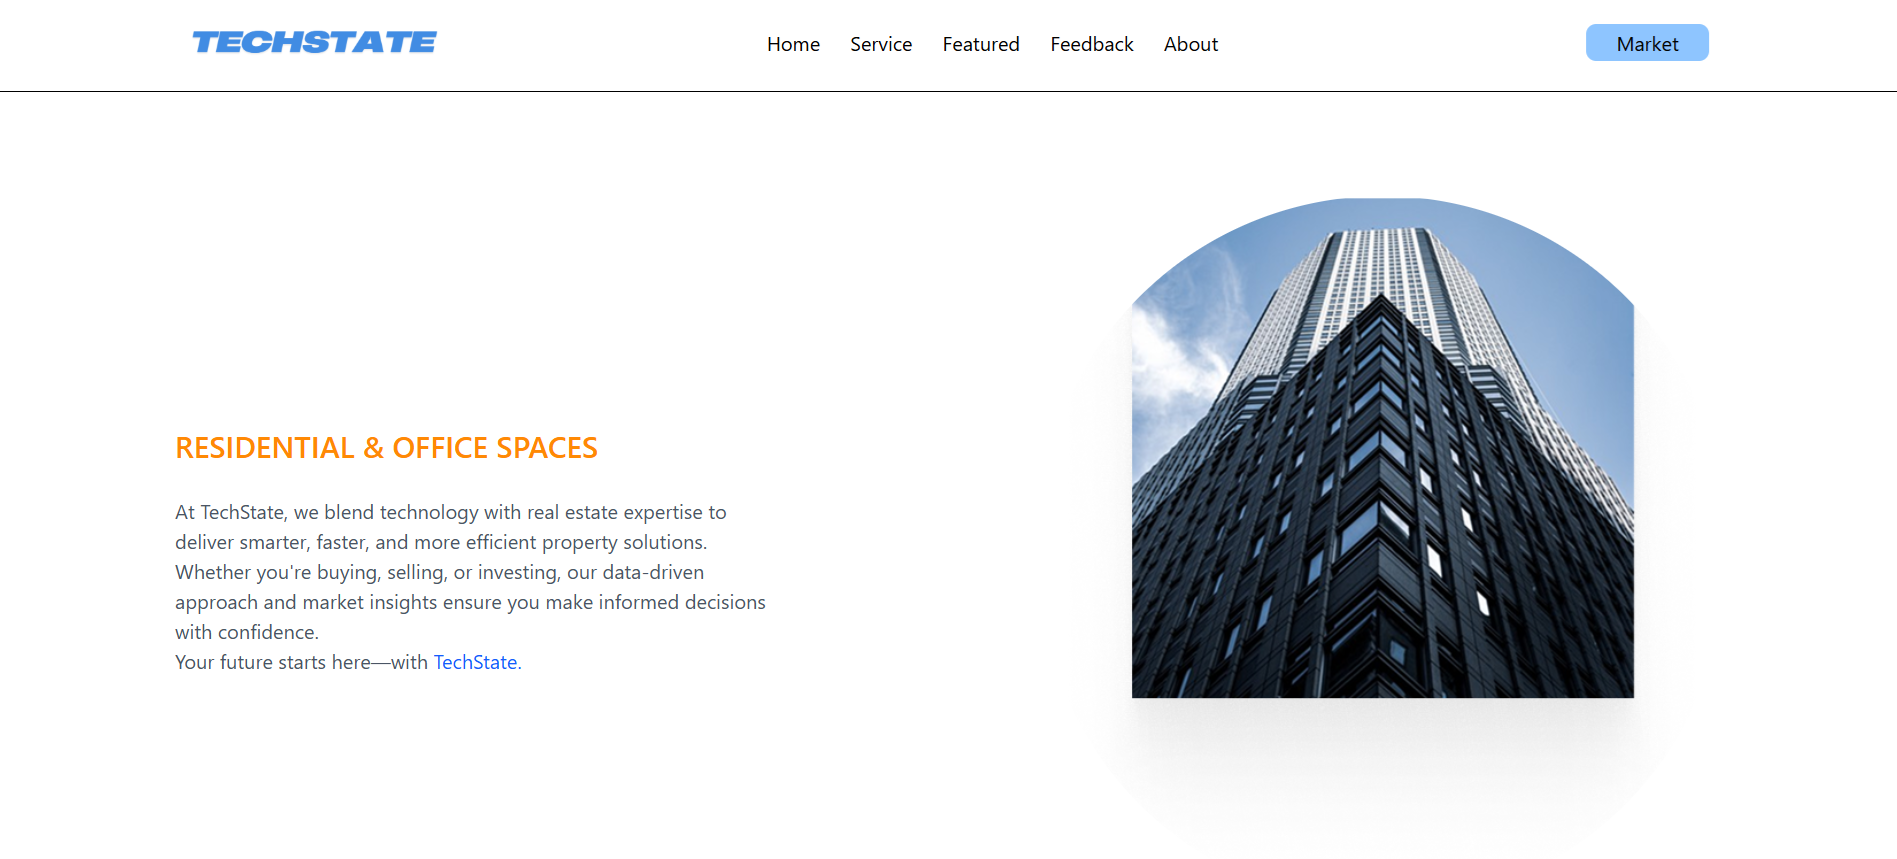 TECHSTATE
Home Service Featured Feedback About
Market
RESIDENTIAL & OFFICE SPACES
At TechState, we blend technology with real estate expertise to
deliver smarter, faster, and more efficient property solutions.
Whether you're buying, selling, or investing, our data-driven
approach and market insights ensure you make informed decisions
with confidence.
Your future starts here—with TechState.